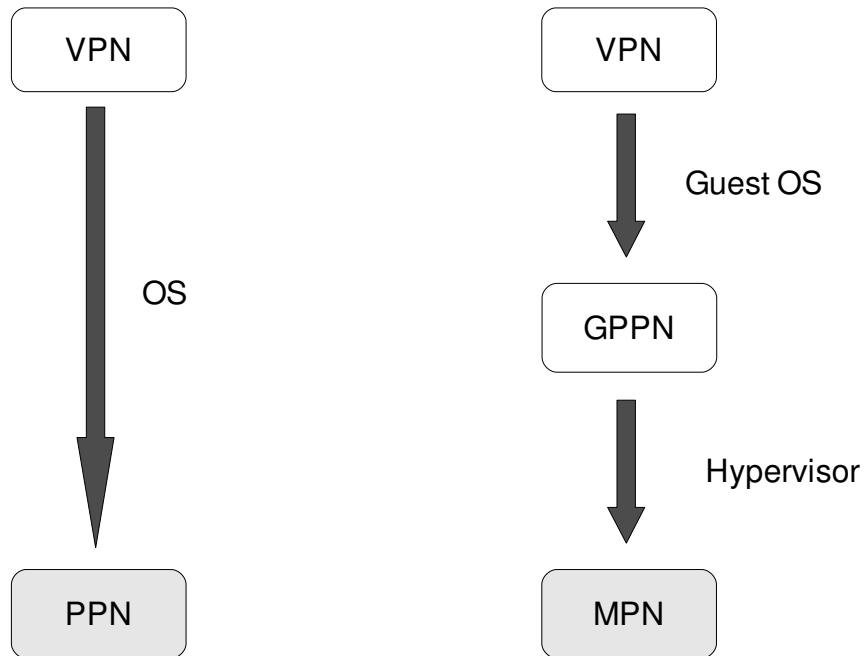 VPN
OS
PPN
VPN
Guest OS
GPPN
Hypervisor
MPN